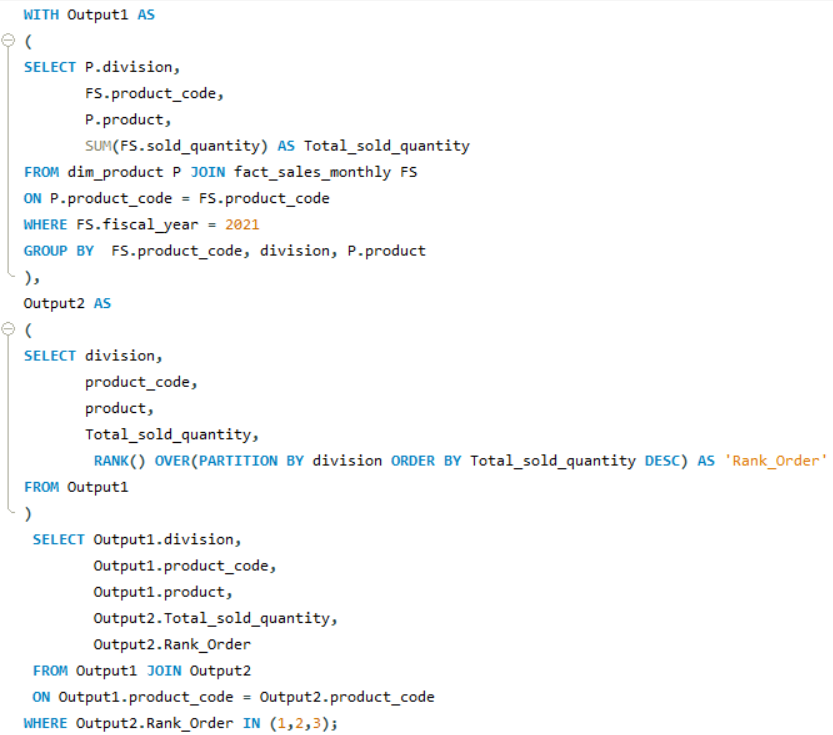 WITH Output1 AS
(
SELECT P.division,
FS.product_code,
P.product,
SUM(FS.sold_quantity) AS Total_sold_quantity
FROM dim_product P JOIN fact_sales_monthly FS
ON P.product_code = FS.product_code
WHERE FS.fiscal_year = 2021
GROUP BY  FS.product_code, division, P.product
),
Output2 AS
(
SELECT division,
product_code,
product,
Total_sold_quantity,
RANK() OVER(PARTITION BY division ORDER BY Total_sold_quantity DESC) AS 'Rank_Order'
FROM Output1
)
SELECT Output1.division,
Output1.product_code,
Output1.product,
Output2.Total_sold_quantity,
Output2.Rank_Order
FROM Output1 JOIN Output2
ON Output1.product_code = Output2.product_code
WHERE Output2.Rank_Order IN (1,2,3);